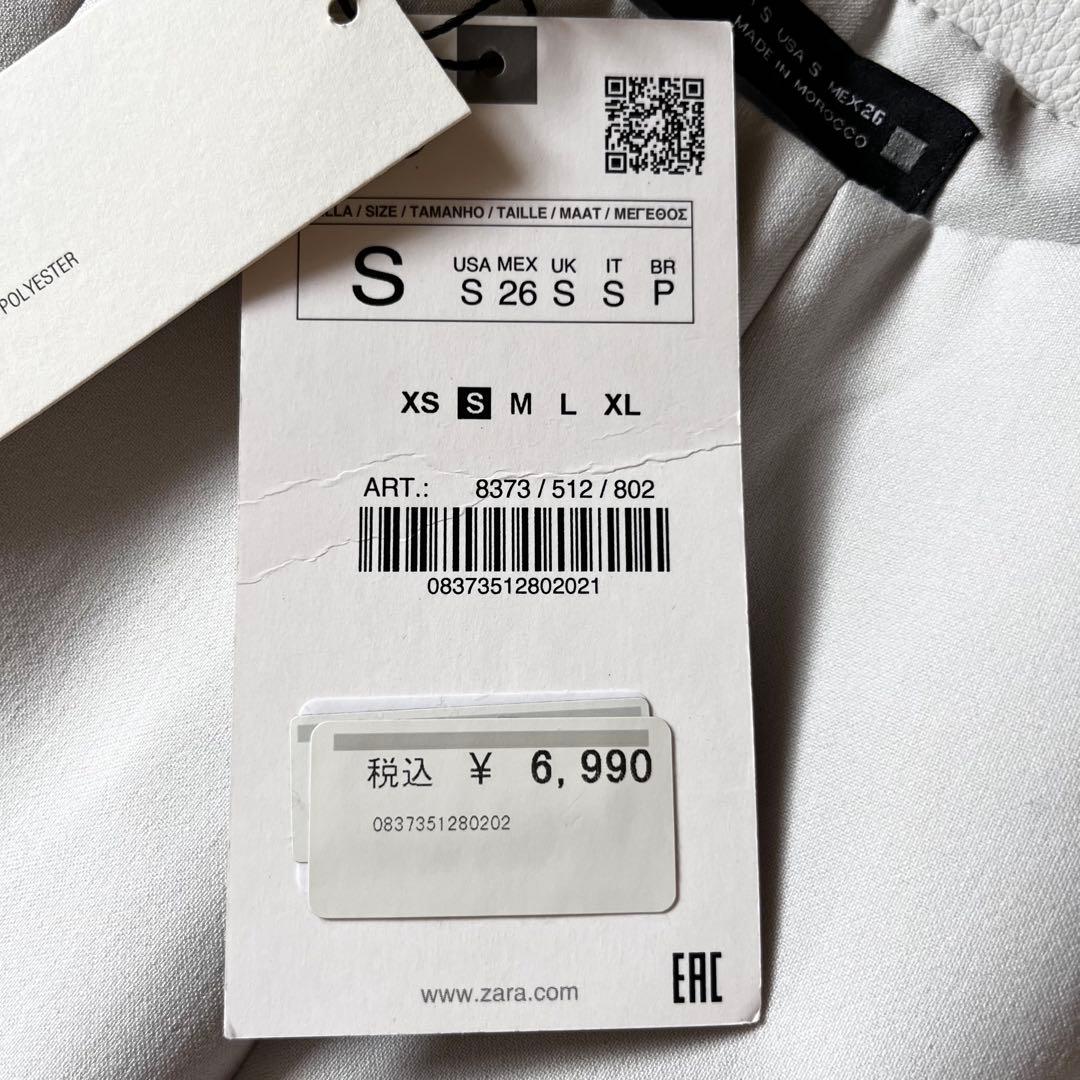 S USA S MEX 26
MADE IN MOROCCO
POLYESTER
/ SIZE / TAMANHO / TAILLE / MAAT / ΜΕΓΕΘΟΣ
S
USA MEX UK IT BR
S 26 S S P
XS S M L XL
ART.: 8373 / 512 / 802
08373512802021
税込 ¥ 6,990
0837351280202
www.zara.com
EAC